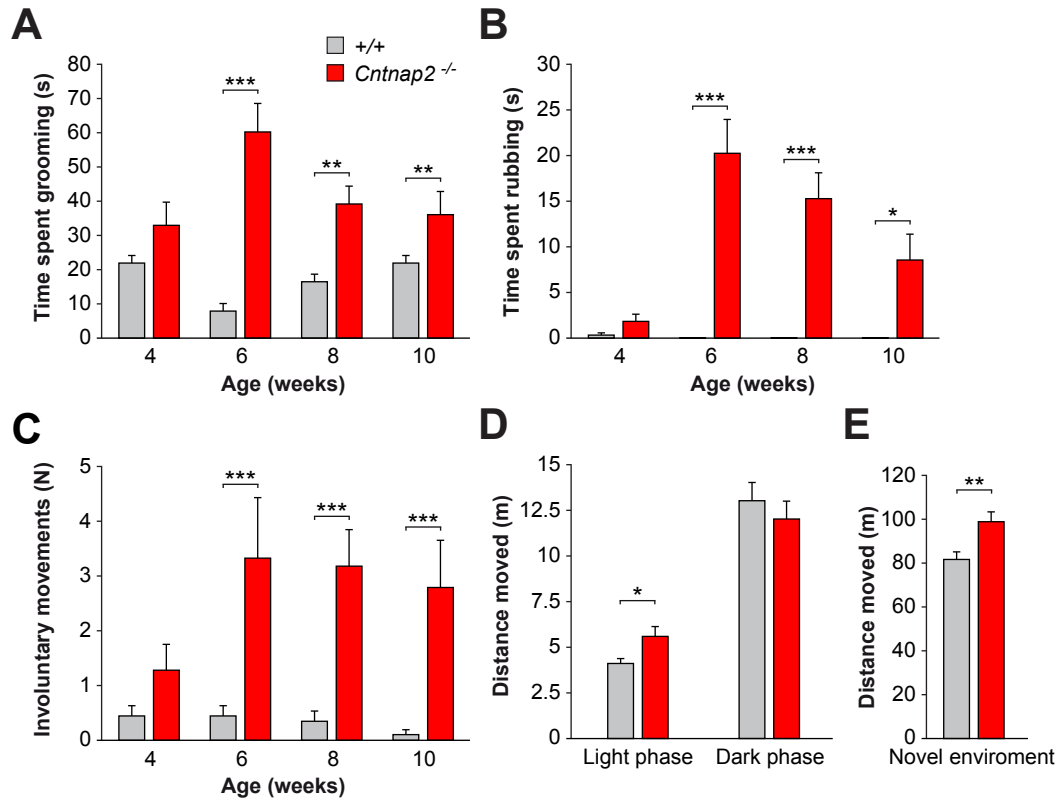 A
+/+
Cntnap2 -/-
Time spent grooming (s)
80
70
60
50
40
30
20
10
0
***
**
**
4 6 8 10
Age (weeks)
B
Time spent rubbing (s)
30
25
20
15
10
5
0
***
***
*
4 6 8 10
Age (weeks)
C
Involuntary movements (N)
5
4
3
2
1
0
***
***
***
4 6 8 10
Age (weeks)
D
Distance moved (m)
15
12.5
10
7.5
5
2.5
0
*
Light phase Dark phase
E
Distance moved (m)
120
100
80
60
40
20
0
**
Novel enviroment